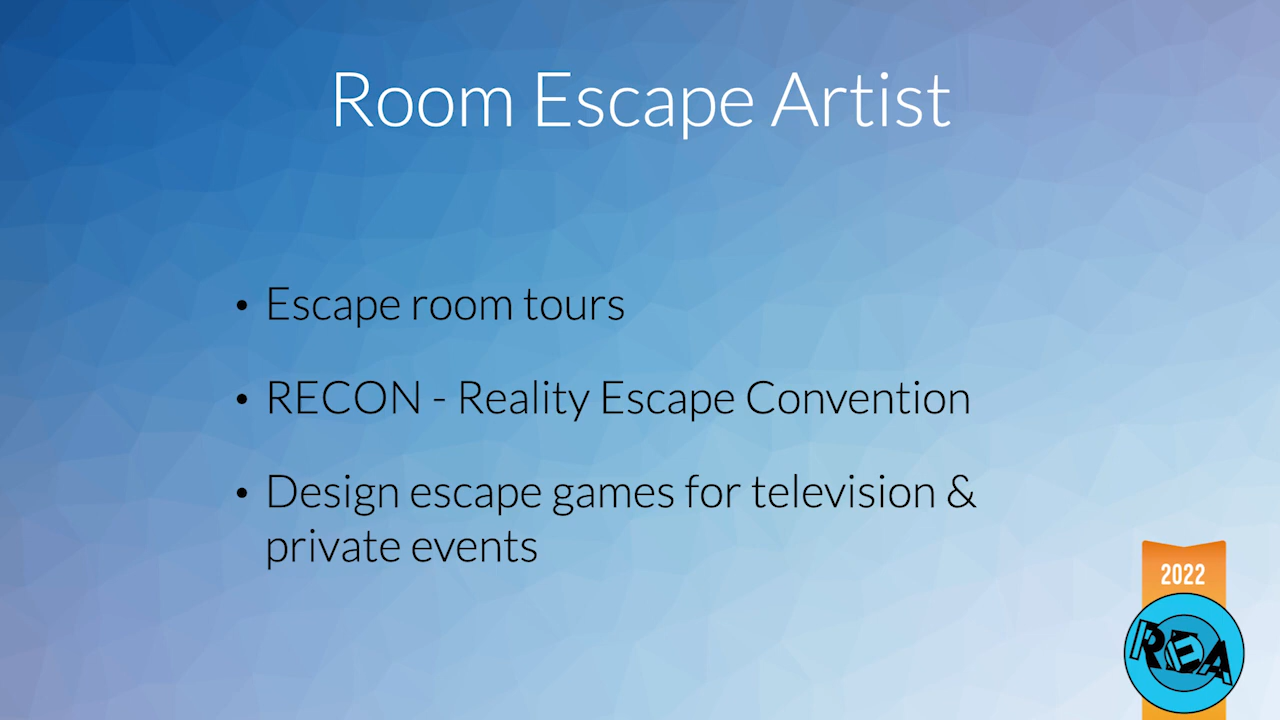 Room Escape Artist
• Escape room tours
• RECON - Reality Escape Convention
• Design escape games for television &
private events
2022
REA